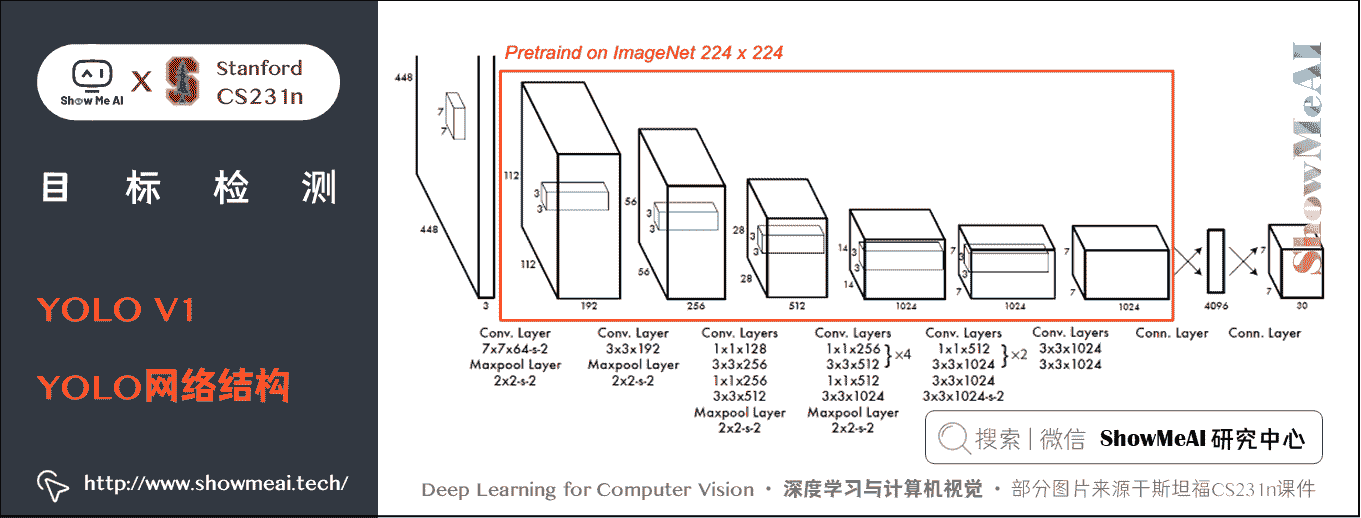 Show Me AI
X
Stanford
CS231n
目标检测
YOLO V1
YOLO网络结构
http://www.showmeai.tech/
Pretraind on ImageNet 224 x 224
448
448
7
7
3
112
112
3
3
192
56
56
3
3
256
28
28
3
3
512
14
14
3
3
1024
7
7
3
3
1024
7
7
1024
4096
7
7
30
Conv. Layer
7x7x64-s-2
Maxpool Layer
2x2-s-2
Conv. Layer
3x3x192
Maxpool Layer
2x2-s-2
Conv. Layers
1x1x128
3x3x256
1x1x256
3x3x512
Maxpool Layer
2x2-s-2
Conv. Layers
1x1x256
3x3x512
}×4
1x1x512
3x3x1024
Maxpool Layer
2x2-s-2
Conv. Layers
1x1x512
3x3x1024
}×2
3x3x1024
3x3x1024-s-2
Conv. Layers
3x3x1024
3x3x1024
Conn. Layer
Conn. Layer
ShowMeAI
搜索 | 微信 ShowMeAI 研究中心
Deep Learning for Computer Vision · 深度学习与计算机视觉 · 部分图片来源于斯坦福CS231n课件